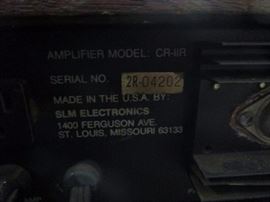 AMPLIFIER MODEL: CR-IIR
SERIAL NO. 2R-04202
MADE IN THE U.S.A. BY:
SLM ELECTRONICS
1400 FERGUSON AVE.
ST. LOUIS, MISSOURI 63133
AMP